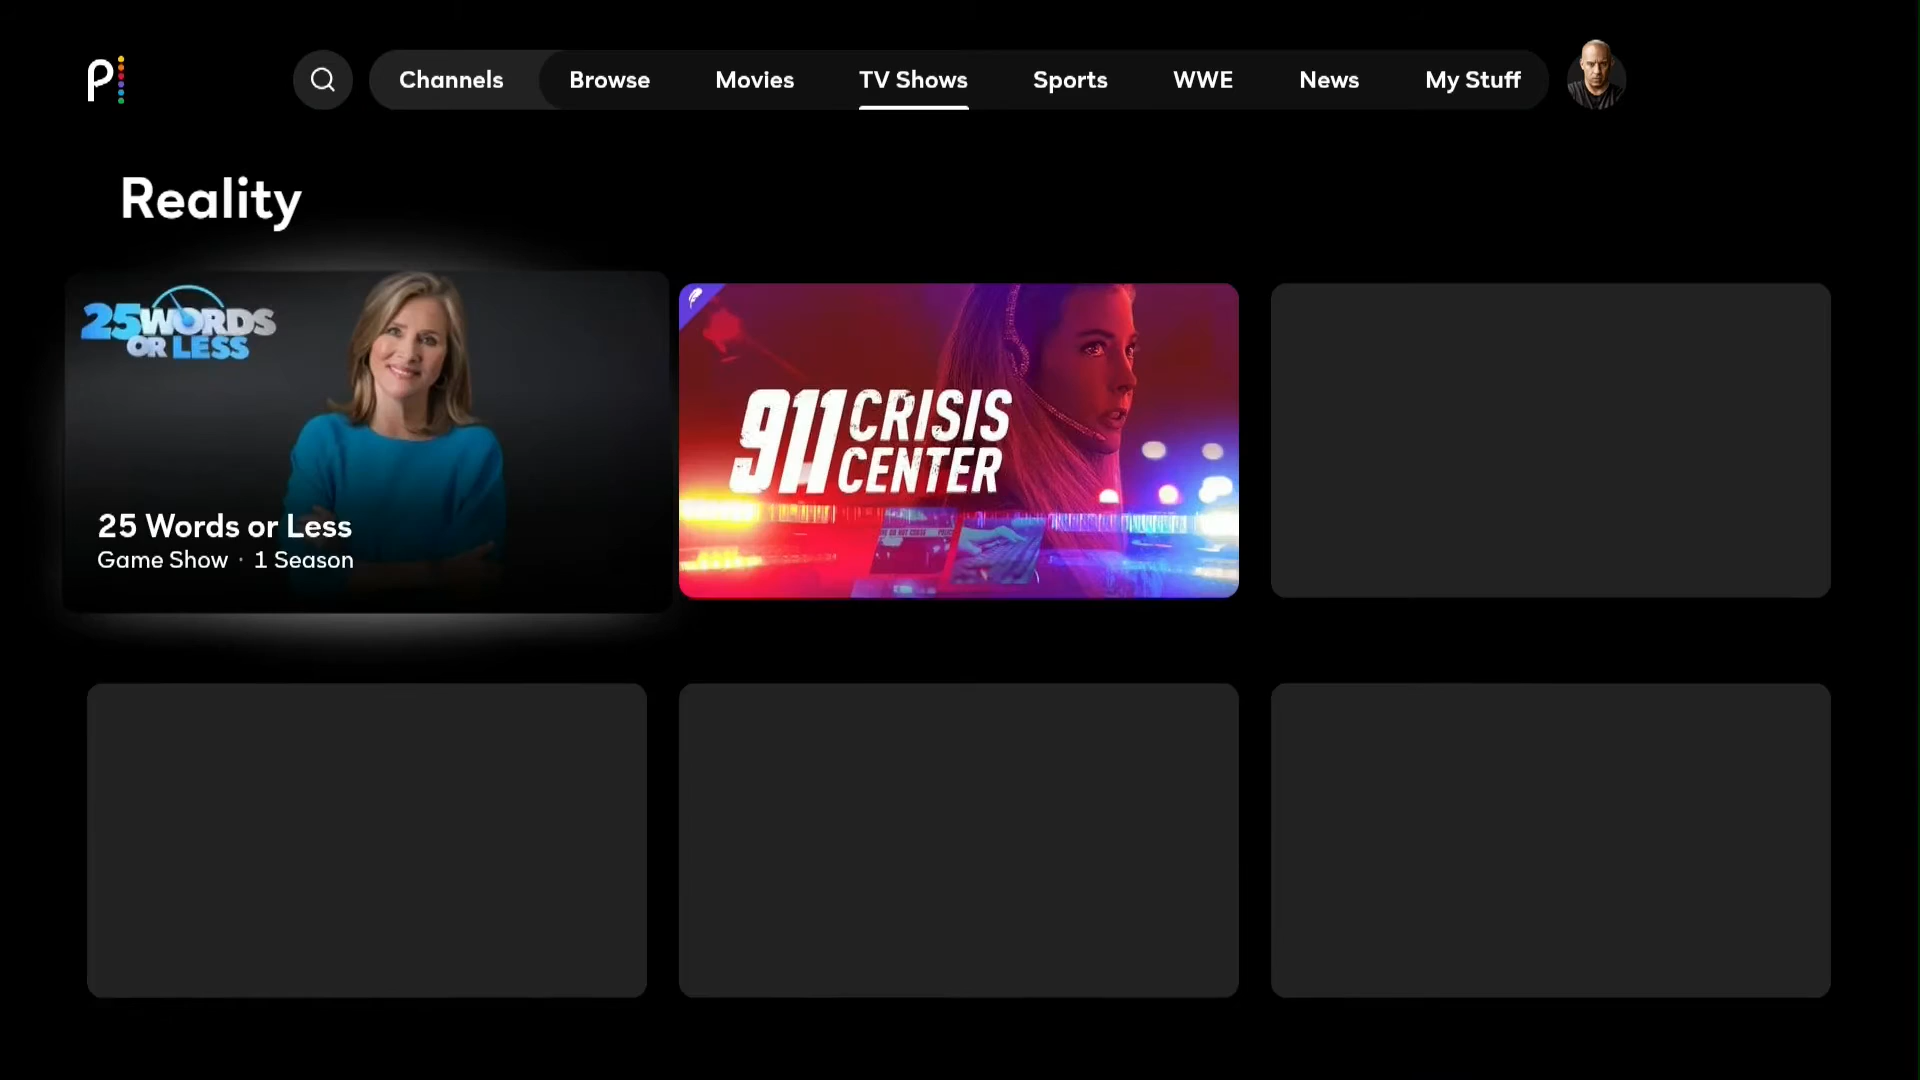 P
Channels
Browse
Movies
TV Shows
Sports
WWE
News
My Stuff
Reality
25 WORDS
OR LESS
25 Words or Less
Game Show · 1 Season
911 CRISIS
CENTER